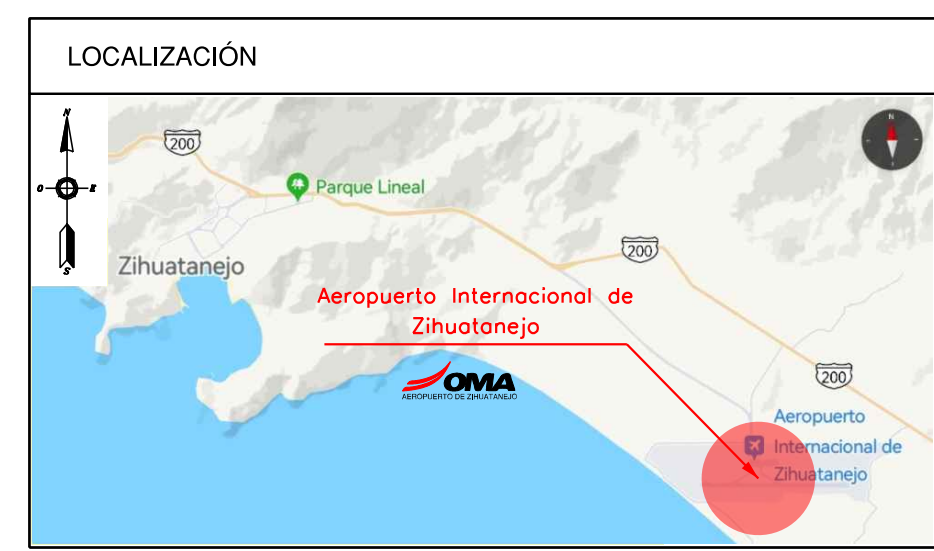 LOCALIZACIÓN
N
O
E
S
200
Parque Lineal
N
Zihuatanejo
200
Aeropuerto Internacional de
Zihuatanejo
OMA
AEROPUERTO DE ZIHUATANEJO
200
Aeropuerto
Internacional de
Zihuatanejo